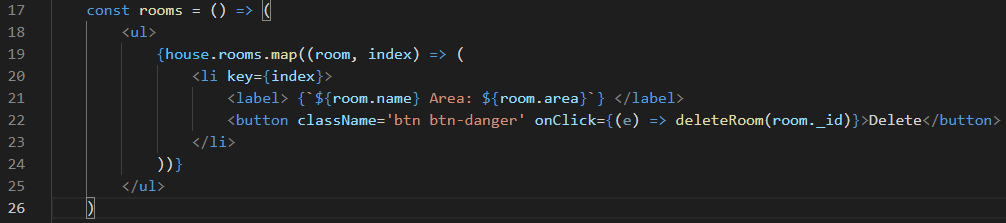 17 const rooms = () => (
18 <ul>
19 {house.rooms.map((room, index) => (
20 <li key={index}>
21 <label> {`${room.name} Area: ${room.area}`} </label>
22 <button className='btn btn-danger' onClick={(e) => deleteRoom(room._id)}>Delete</button>
23 </li>
24 ))}
25 </ul>
26 )